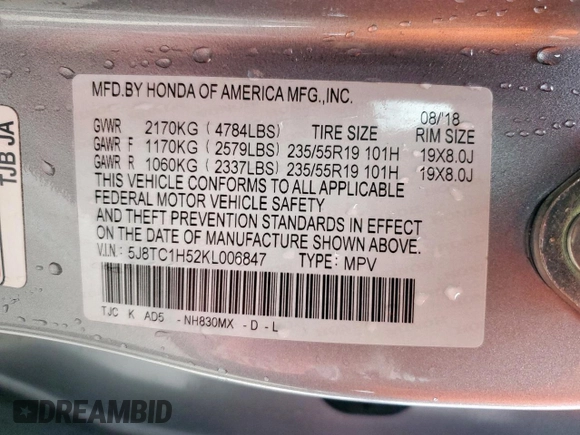 TJB JA
MFD.BY HONDA OF AMERICA MFG.,INC.
08/'18
GVWR 2170KG ( 4784LBS) TIRE SIZE RIM SIZE
GAWR F 1170KG ( 2579LBS) 235/55R19 101H 19X8.0J
GAWR R 1060KG ( 2337LBS) 235/55R19 101H 19X8.0J
THIS VEHICLE CONFORMS TO ALL APPLICABLE
FEDERAL MOTOR VEHICLE SAFETY
AND THEFT PREVENTION STANDARDS IN EFFECT
ON THE DATE OF MANUFACTURE SHOWN ABOVE.
V.I.N.: 5J8TC1H52KL006847 TYPE: MPV
TJC K AD5 -NH830MX -D -L
DREAMBID